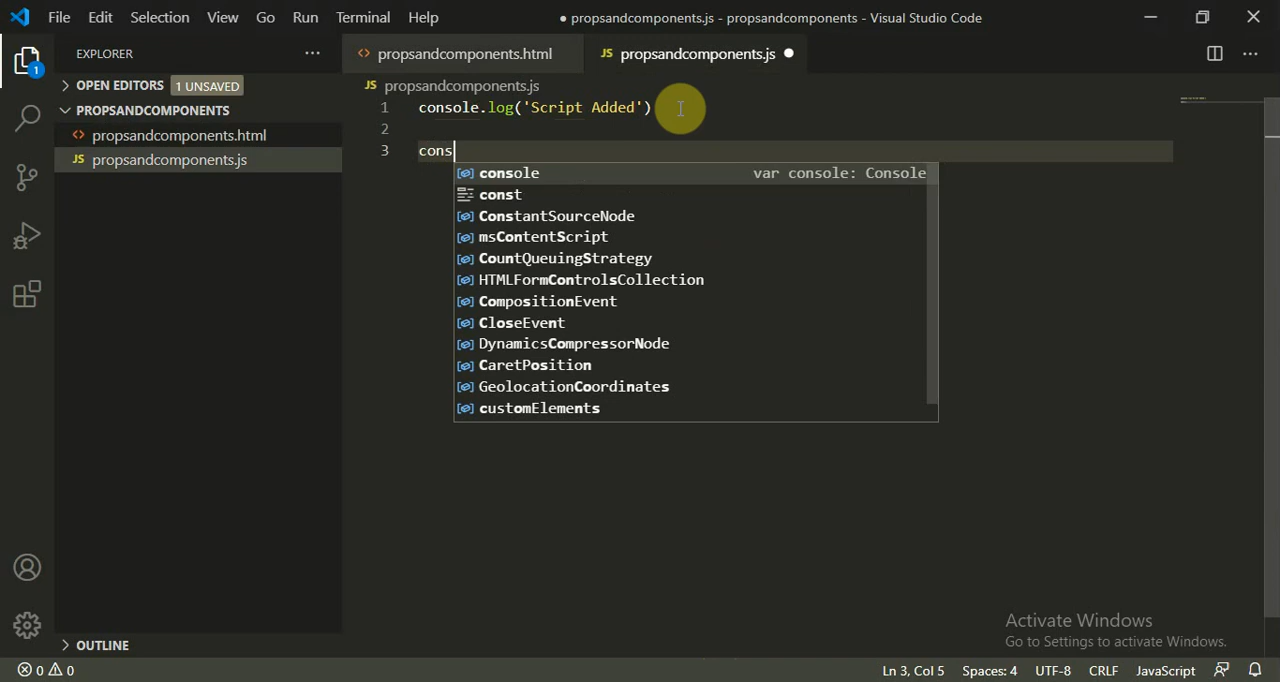 File Edit Selection View Go Run Terminal Help ● propsandcomponents.js - propsandcomponents - Visual Studio Code
EXPLORER ··· propsandcomponents.html JS propsandcomponents.js
OPEN EDITORS 1 UNSAVED JS propsandcomponents.js
1
PROPSANDCOMPONENTS
propsandcomponents.html
JS propsandcomponents.js
1 console.log('Script Added')
2
3 cons
console var console: Console
const
ConstantSourceNode
msContentScript
CountQueuingStrategy
HTMLFormControlsCollection
CompositionEvent
CloseEvent
DynamicsCompressorNode
CaretPosition
GeolocationCoordinates
customElements
Activate Windows
Go to Settings to activate Windows.
OUTLINE
0 0 Ln 3, Col 5 Spaces: 4 UTF-8 CRLF JavaScript